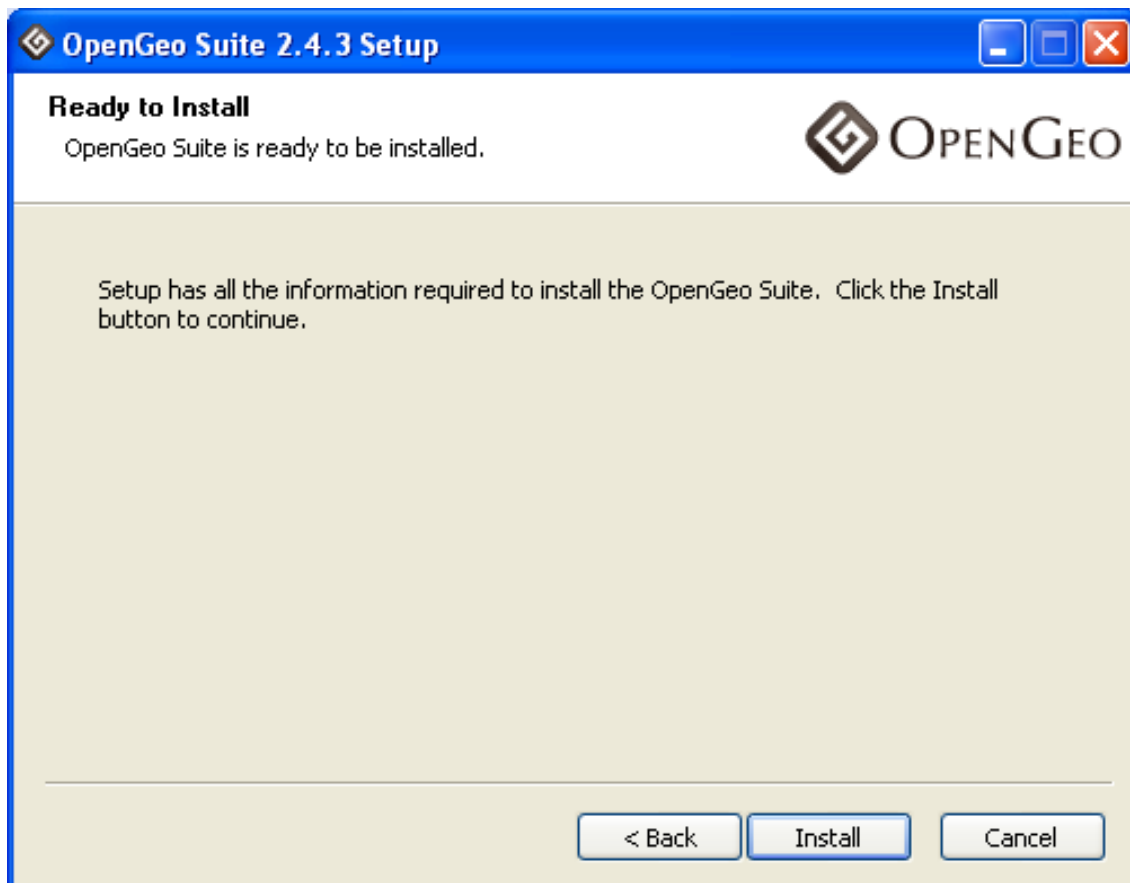 OpenGeo Suite 2.4.3 Setup
Ready to Install
OpenGeo Suite is ready to be installed.
OPENGEO
Setup has all the information required to install the OpenGeo Suite.  Click the Install
button to continue.
< Back
Install
Cancel